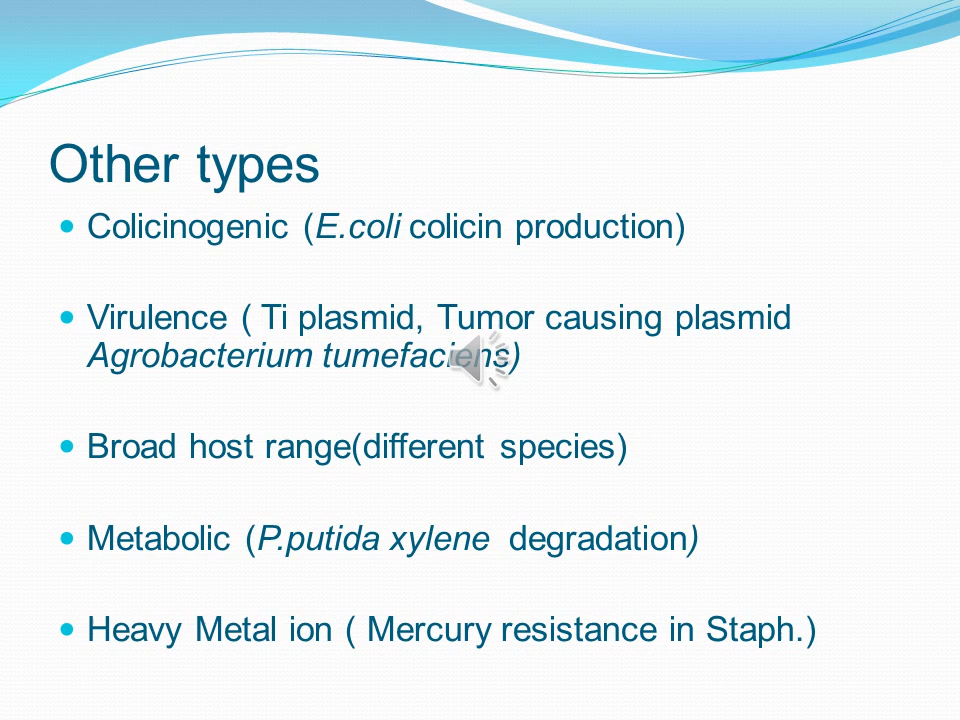 Other types
Colicinogenic (E.coli colicin production)
Virulence ( Ti plasmid, Tumor causing plasmid
Agrobacterium tumefaciens)
Broad host range(different species)
Metabolic (P.putida xylene degradation)
Heavy Metal ion ( Mercury resistance in Staph.)